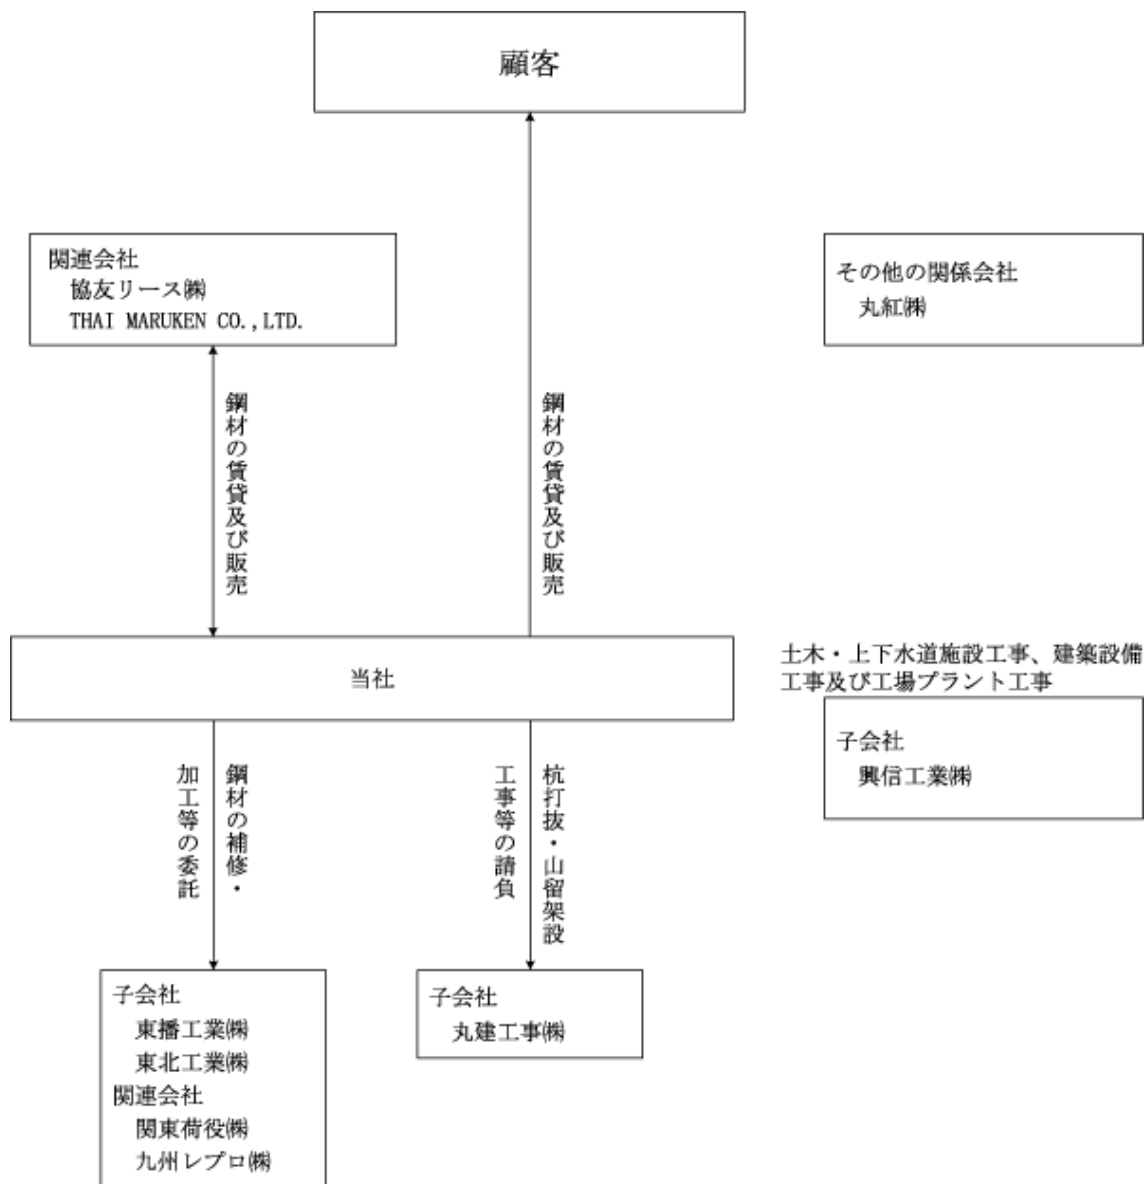 顧客
関連会社
協友リース㈱
THAI MARUKEN CO.,LTD.
その他の関係会社
丸紅㈱
鋼材の賃貸及び販売
鋼材の賃貸及び販売
当社
土木・上下水道施設工事、建築設備
工事及び工場プラント工事
子会社
興信工業㈱
鋼材の補修・
加工等の委託
杭打抜・山留架設
工事等の請負
子会社
東播工業㈱
東北工業㈱
関連会社
関東荷役㈱
九州レプロ㈱
子会社
丸建工事㈱